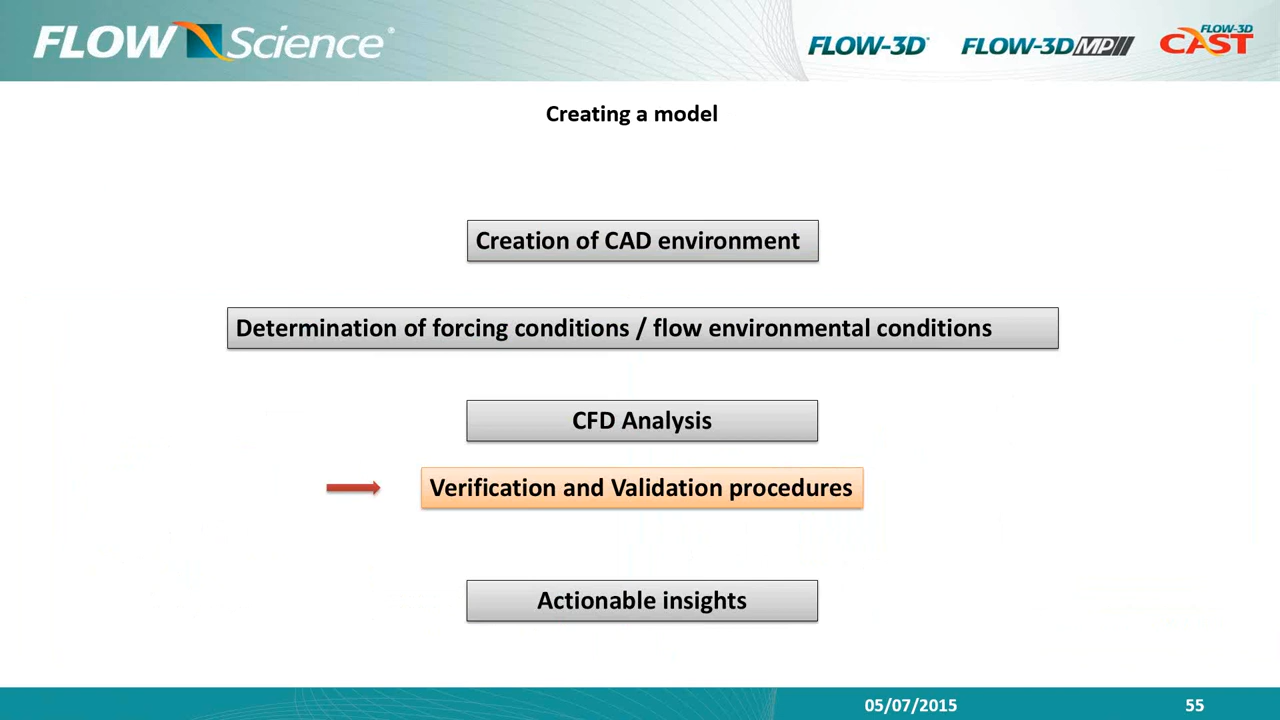 FLOW Science®
FLOW-3D® FLOW-3D MP FLOW-3D CAST
Creating a model
Creation of CAD environment
Determination of forcing conditions / flow environmental conditions
CFD Analysis
Verification and Validation procedures
Actionable insights
05/07/2015 55